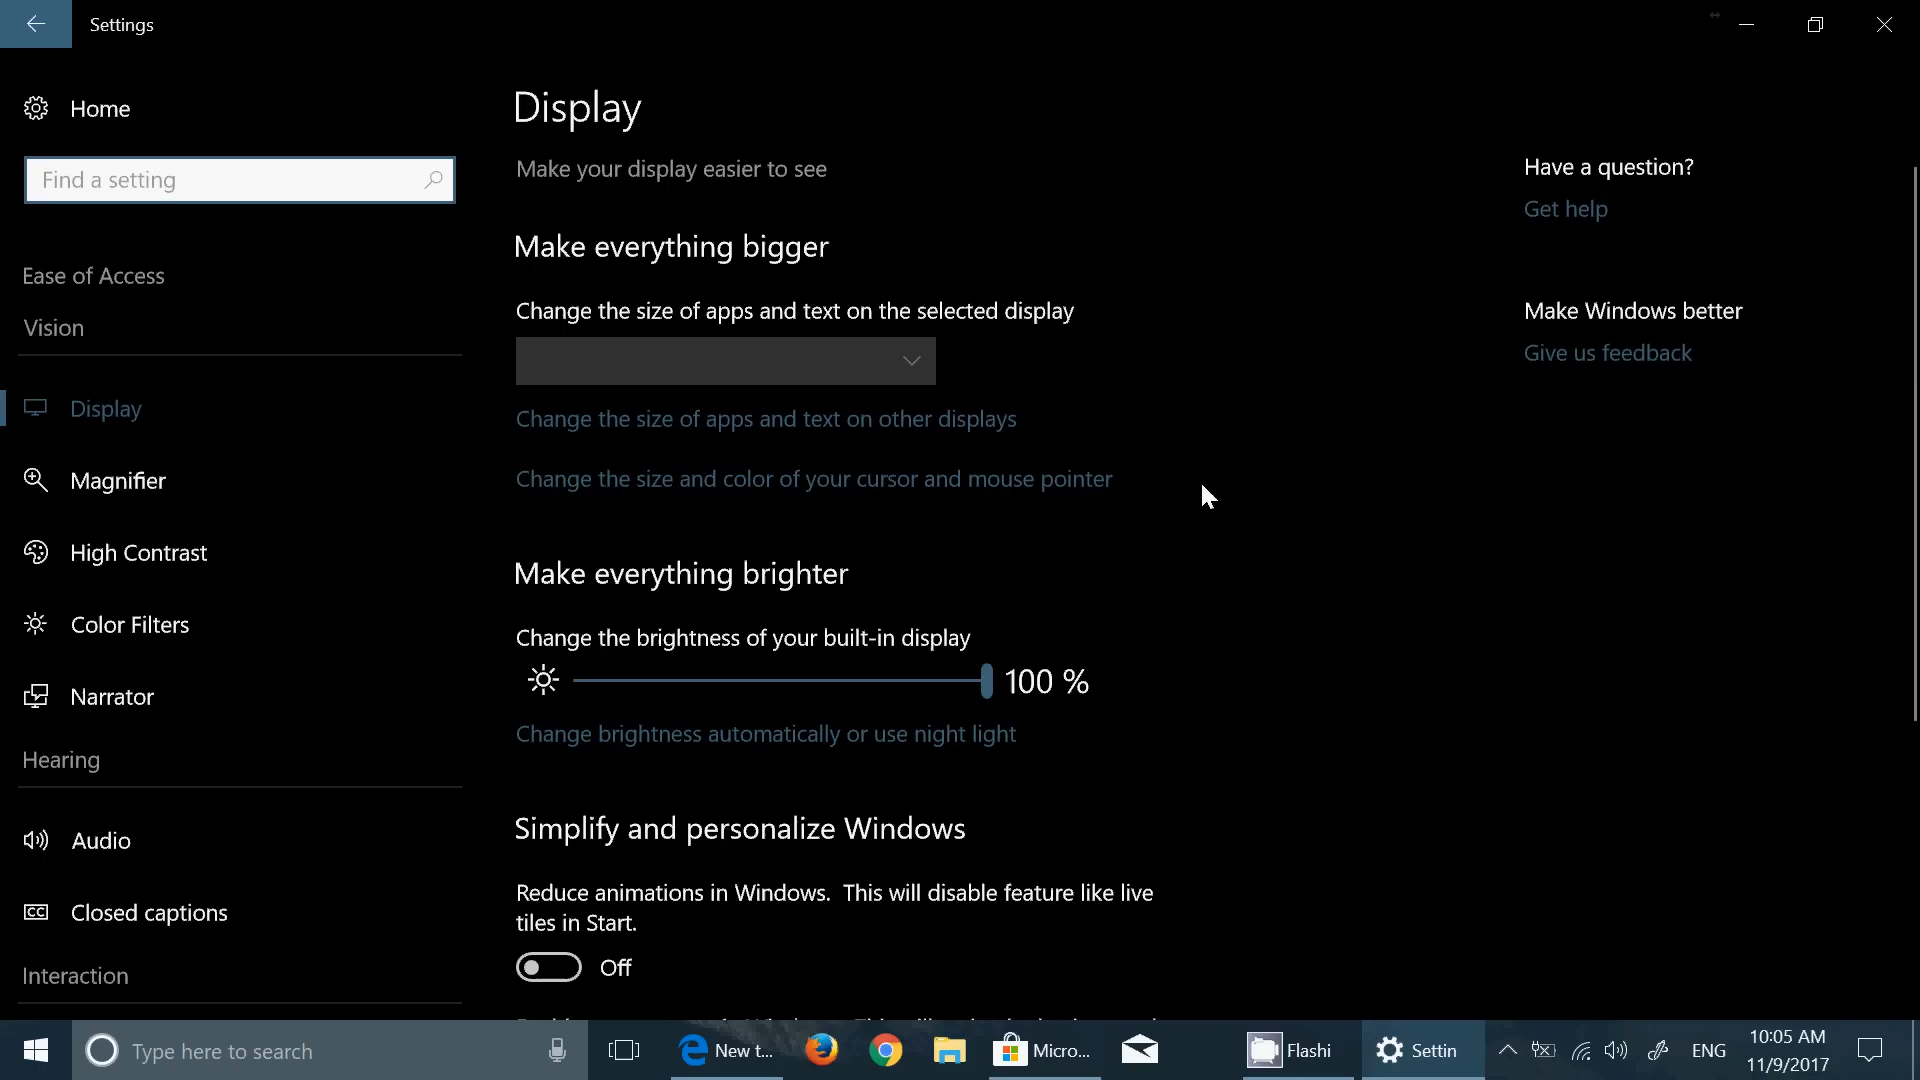 Settings
Home
Find a setting
Ease of Access
Vision
Display
Magnifier
High Contrast
Color Filters
Narrator
Hearing
Audio
Closed captions
Interaction
Display
Make your display easier to see
Make everything bigger
Change the size of apps and text on the selected display
Change the size of apps and text on other displays
Change the size and color of your cursor and mouse pointer
Make everything brighter
Change the brightness of your built-in display
100 %
Change brightness automatically or use night light
Simplify and personalize Windows
Reduce animations in Windows.  This will disable feature like live
tiles in Start.
Off
Have a question?
Get help
Make Windows better
Give us feedback
Type here to search
New t...
Micro...
Flashi
Settin
ENG
10:05 AM
11/9/2017